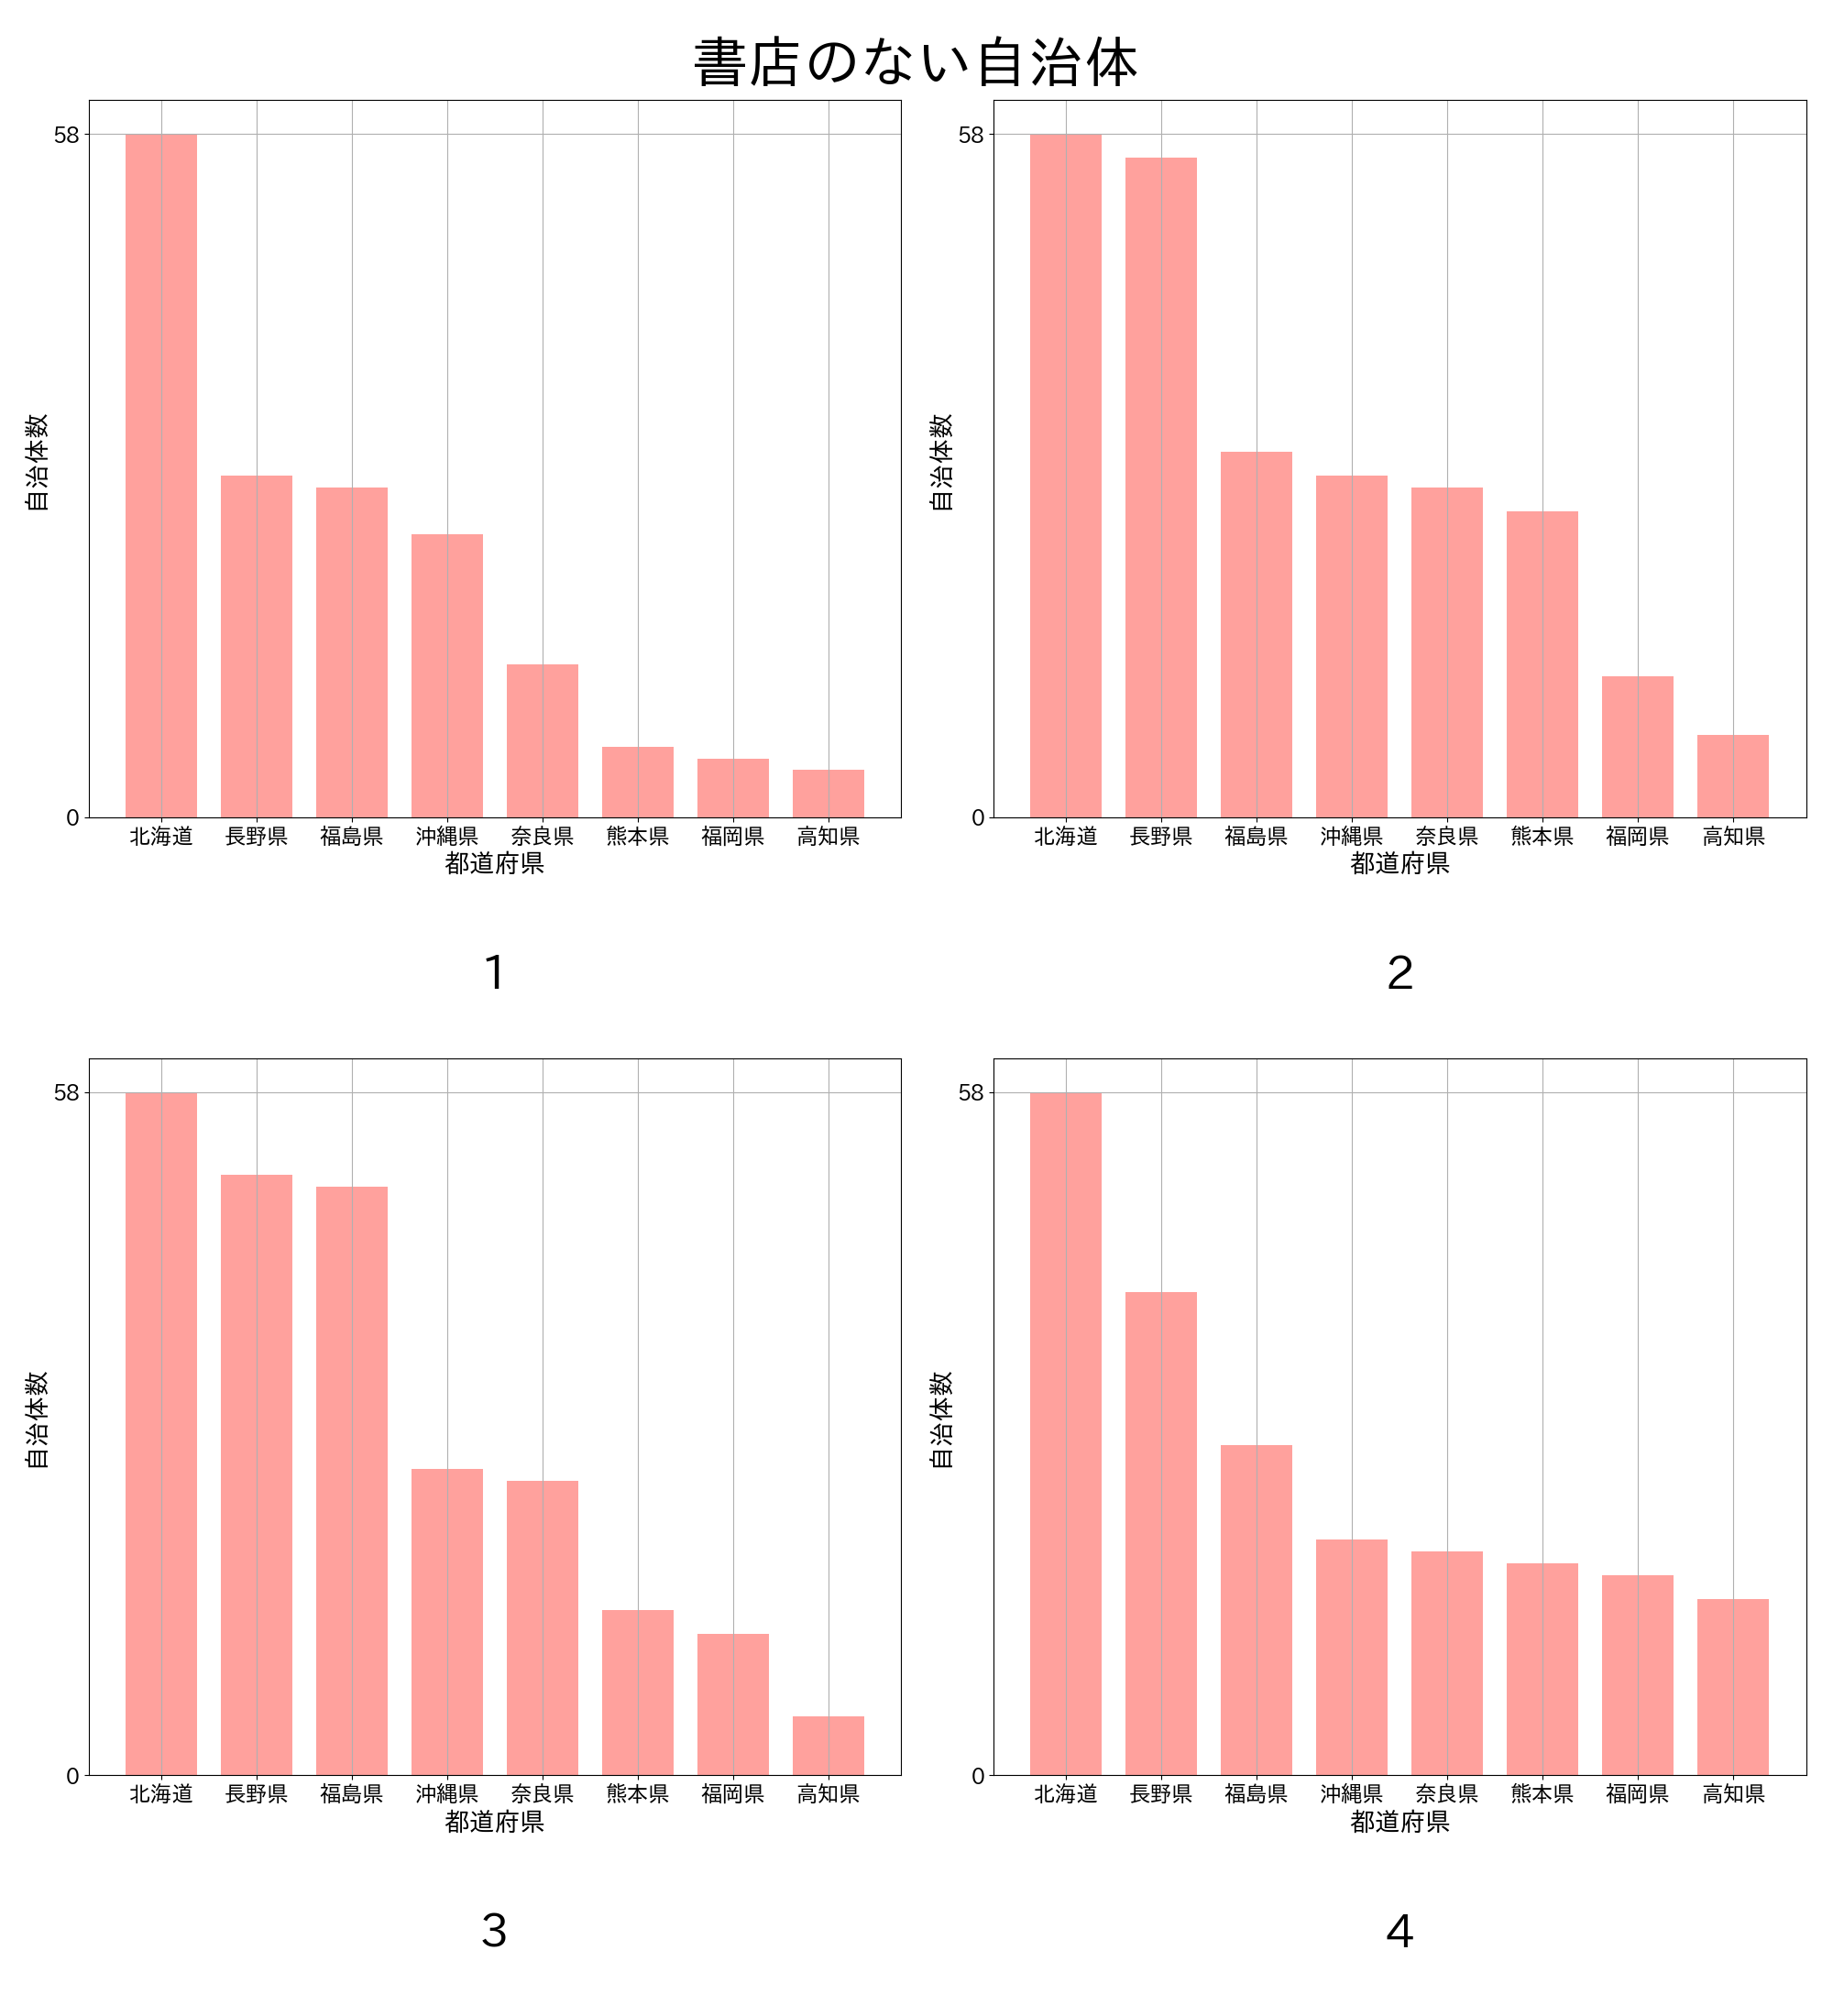 書店のない自治体
58
0
自治体数
北海道 長野県 福島県 沖縄県 奈良県 熊本県 福岡県 高知県
都道府県
1
58
0
自治体数
北海道 長野県 福島県 沖縄県 奈良県 熊本県 福岡県 高知県
都道府県
2
58
0
自治体数
北海道 長野県 福島県 沖縄県 奈良県 熊本県 福岡県 高知県
都道府県
3
58
0
自治体数
北海道 長野県 福島県 沖縄県 奈良県 熊本県 福岡県 高知県
都道府県
4